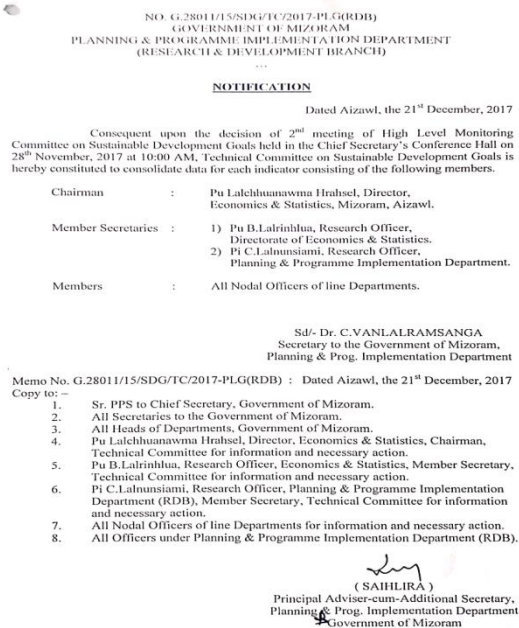 NO. G.28011/15/SDG/TC/2017-PLG(RDB)
GOVERNMENT OF MIZORAM
PLANNING & PROGRAMME IMPLEMENTATION DEPARTMENT
(RESEARCH & DEVELOPMENT BRANCH)
...
NOTIFICATION
Dated Aizawl, the 21st December, 2017
Consequent upon the decision of 2nd meeting of High Level Monitoring
Committee on Sustainable Development Goals held in the Chief Secretary's Conference Hall on
28th November, 2017 at 10:00 AM, Technical Committee on Sustainable Development Goals is
hereby constituted to consolidate data for each indicator consisting of the following members.
Chairman : Pu Lalchhuanawma Hrahsel, Director,
Economics & Statistics, Mizoram, Aizawl.
Member Secretaries : 1) Pu B.Lalrinhlua, Research Officer,
Directorate of Economics & Statistics.
2) Pi C.Lalnunsiami, Research Officer,
Planning & Programme Implementation Department.
Members : All Nodal Officers of line Departments.
Sd/- Dr. C.VANLALRAMSANGA
Secretary to the Government of Mizoram,
Planning & Prog. Implementation Department
Memo No. G.28011/15/SDG/TC/2017-PLG(RDB) : Dated Aizawl, the 21st December, 2017
Copy to: –
1. Sr. PPS to Chief Secretary, Government of Mizoram.
2. All Secretaries to the Government of Mizoram.
3. All Heads of Departments, Government of Mizoram.
4. Pu Lalchhuanawma Hrahsel, Director, Economics & Statistics, Chairman,
Technical Committee for information and necessary action.
5. Pu B.Lalrinhlua, Research Officer, Economics & Statistics, Member Secretary,
Technical Committee for information and necessary action.
6. Pi C.Lalnunsiami, Research Officer, Planning & Programme Implementation
Department (RDB), Member Secretary, Technical Committee for information
and necessary action.
7. All Nodal Officers of line Departments for information and necessary action.
8. All Officers under Planning & Programme Implementation Department (RDB).
( SAIHLIRA )
Principal Adviser-cum-Additional Secretary,
Planning & Prog. Implementation Department
Government of Mizoram